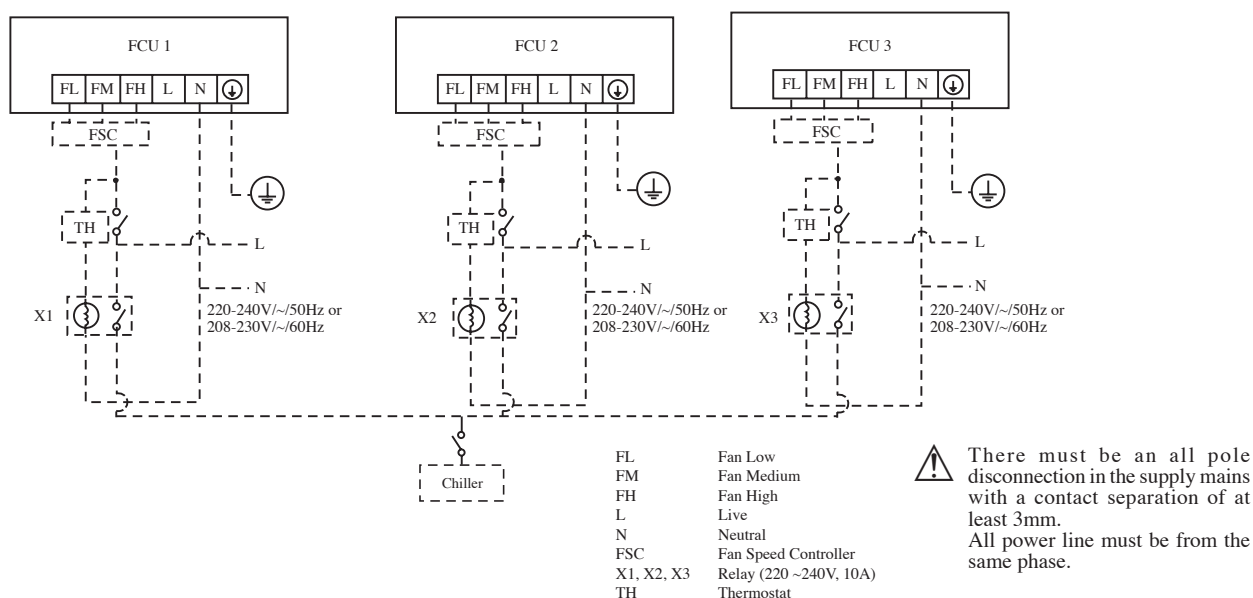 FCU 1
FL FM FH L N
FSC
TH
L
N
X1
220-240V/~/50Hz or
208-230V/~/60Hz
FCU 2
FL FM FH L N
FSC
TH
L
N
X2
220-240V/~/50Hz or
208-230V/~/60Hz
FCU 3
FL FM FH L N
FSC
TH
L
N
X3
220-240V/~/50Hz or
208-230V/~/60Hz
Chiller
FL Fan Low
FM Fan Medium
FH Fan High
L Live
N Neutral
FSC Fan Speed Controller
X1, X2, X3 Relay (220 ~240V, 10A)
TH Thermostat
There must be an all pole
disconnection in the supply mains
with a contact separation of at
least 3mm.
All power line must be from the
same phase.